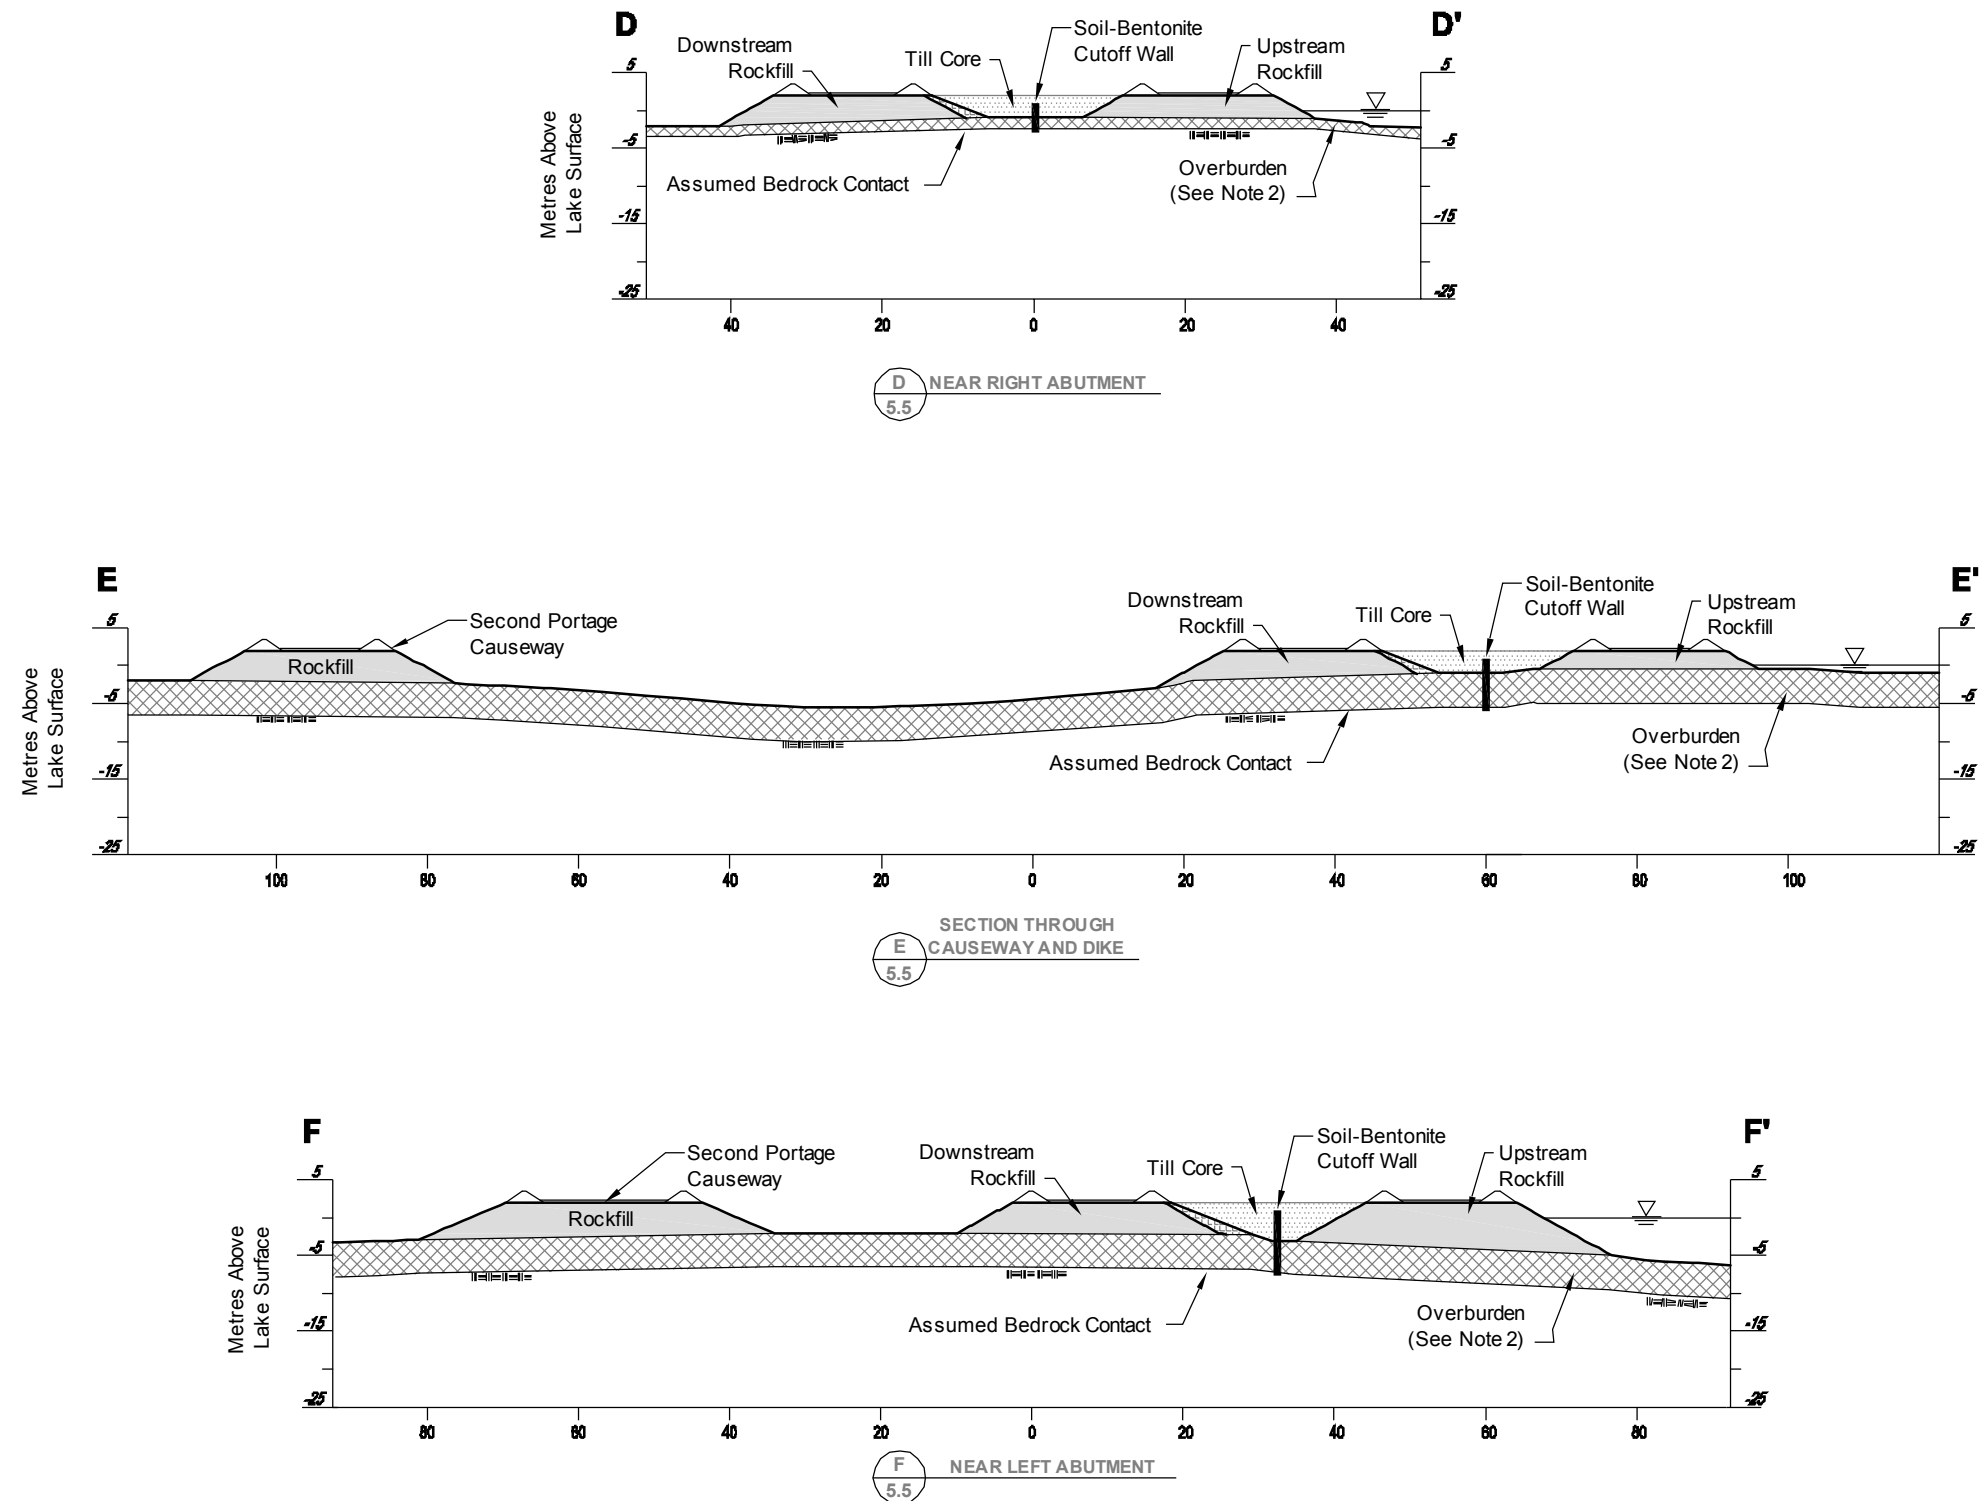 D
D'
Downstream
Rockfill
Till Core
Soil-Bentonite
Cutoff Wall
Upstream
Rockfill
5
5
-5
-5
-15
-15
-25
-25
Metres Above
Lake Surface
Assumed Bedrock Contact
Overburden
(See Note 2)
40
20
0
20
40
D
5.5
NEAR RIGHT ABUTMENT
E
E'
Second Portage
Causeway
Rockfill
Downstream
Rockfill
Till Core
Soil-Bentonite
Cutoff Wall
Upstream
Rockfill
5
5
-5
-5
-15
-15
-25
-25
Metres Above
Lake Surface
Assumed Bedrock Contact
Overburden
(See Note 2)
100
80
60
40
20
0
20
40
60
80
100
E
5.5
SECTION THROUGH
CAUSEWAY AND DIKE
F
F'
Second Portage
Causeway
Rockfill
Downstream
Rockfill
Till Core
Soil-Bentonite
Cutoff Wall
Upstream
Rockfill
5
5
-5
-5
-15
-15
-25
-25
Metres Above
Lake Surface
Assumed Bedrock Contact
Overburden
(See Note 2)
80
60
40
20
0
20
40
60
80
F
5.5
NEAR LEFT ABUTMENT